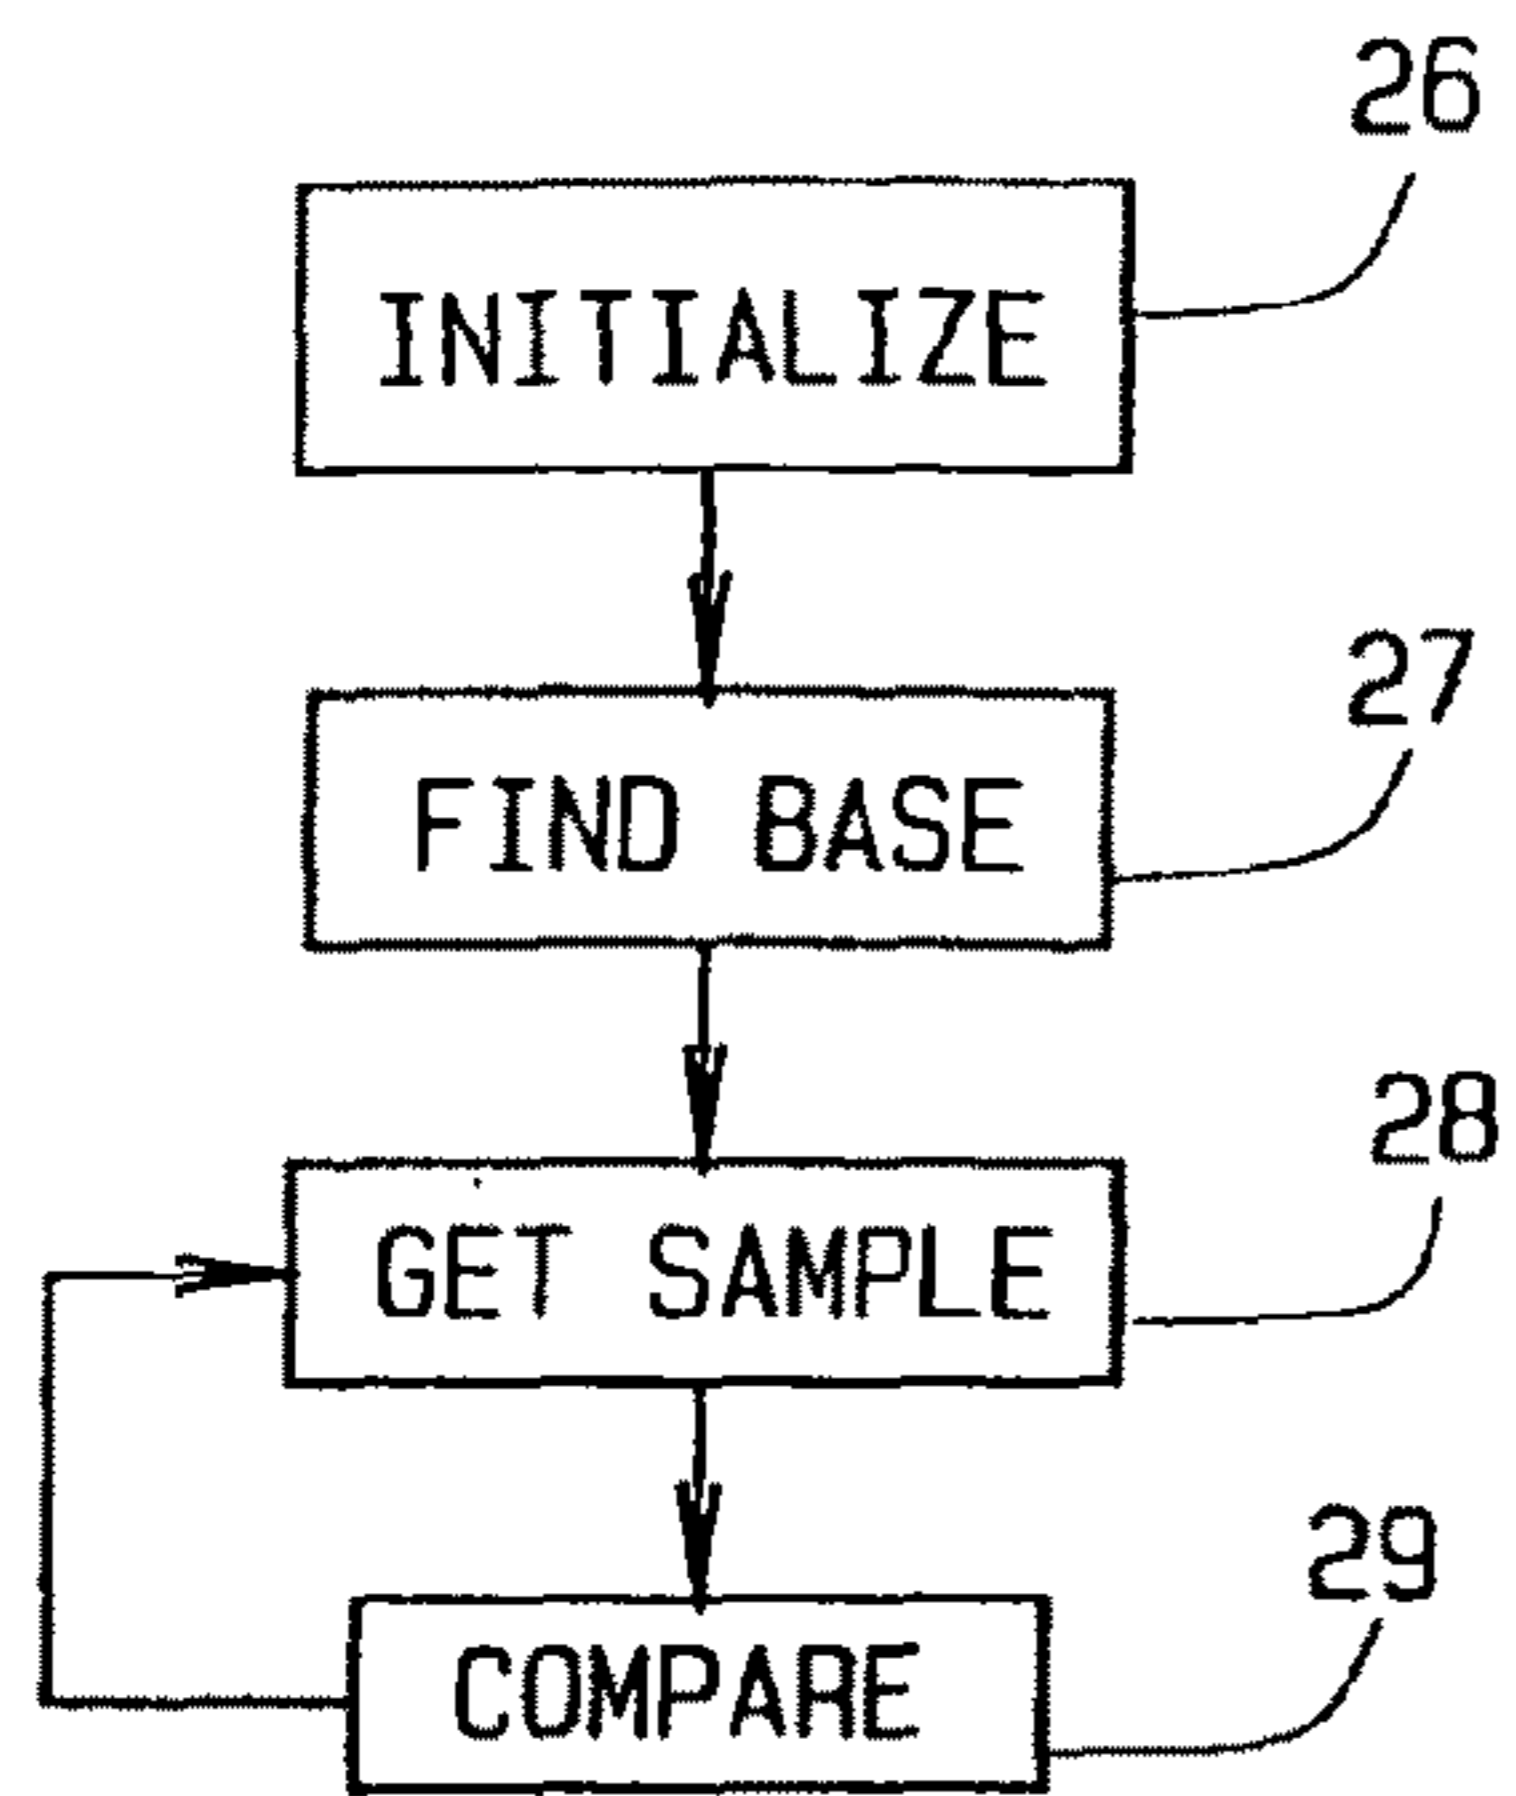 26
INITIALIZE
27
FIND BASE
28
GET SAMPLE
29
COMPARE